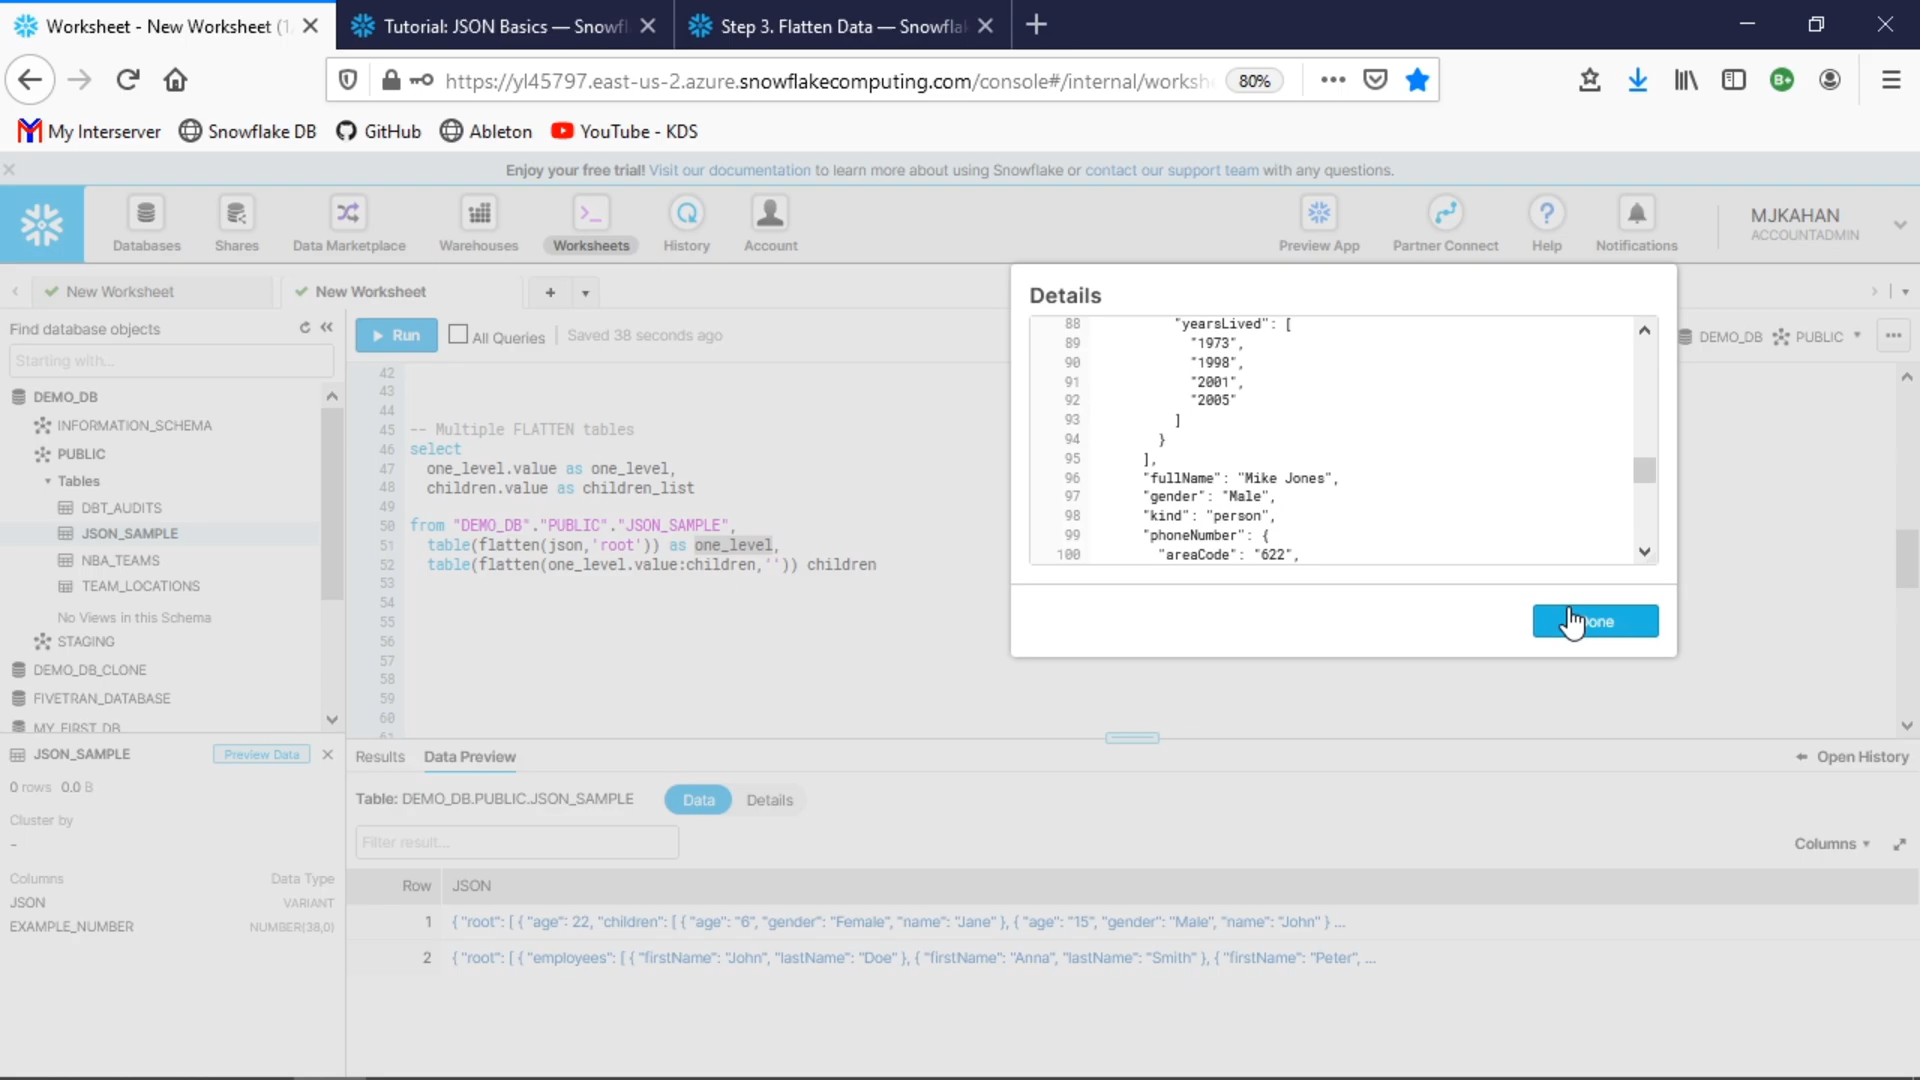 Worksheet - New Worksheet (1
Tutorial: JSON Basics — Snowfl
Step 3. Flatten Data — Snowfla
https://yl45797.east-us-2.azure.snowflakecomputing.com/console#/internal/workshe
80%
My Interserver
Snowflake DB
GitHub
Ableton
YouTube - KDS
Enjoy your free trial! Visit our documentation to learn more about using Snowflake or contact our support team with any questions.
Databases
Shares
Data Marketplace
Warehouses
Worksheets
History
Account
Preview App
Partner Connect
Help
Notifications
MJKAHAN
ACCOUNTADMIN
New Worksheet
New Worksheet
Find database objects
Starting with...
Run
All Queries
Saved 38 seconds ago
DEMO_DB
PUBLIC
DEMO_DB
INFORMATION_SCHEMA
PUBLIC
Tables
DBT_AUDITS
JSON_SAMPLE
NBA_TEAMS
TEAM_LOCATIONS
No Views in this Schema
STAGING
DEMO_DB_CLONE
FIVETRAN_DATABASE
MY_FIRST_DB
42
43
44
45 -- Multiple FLATTEN tables
46 select
47 one_level.value as one_level,
48 children.value as children_list
49
50 from "DEMO_DB"."PUBLIC"."JSON_SAMPLE",
51 table(flatten(json,'root')) as one_level,
52 table(flatten(one_level.value:children,'')) children
53
54
55
56
57
58
59
60
61
Details
88 "yearsLived": [
89 "1973",
90 "1998",
91 "2001",
92 "2005"
93 ]
94 }
95 ],
96 "fullName": "Mike Jones",
97 "gender": "Male",
98 "kind": "person",
99 "phoneNumber": {
100 "areaCode": "622",
JSON_SAMPLE
Preview Data
0 rows 0.0 B
Cluster by
-
Columns Data Type
JSON VARIANT
EXAMPLE_NUMBER NUMBER(38,0)
Results
Data Preview
Open History
Table: DEMO_DB.PUBLIC.JSON_SAMPLE
Data
Details
Filter result...
Columns
Row JSON
1 { "root": [ { "age": 22, "children": [ { "age": "6", "gender": "Female", "name": "Jane" }, { "age": "15", "gender": "Male", "name": "John" } ...
2 { "root": [ { "employees": [ { "firstName": "John", "lastName": "Doe" }, { "firstName": "Anna", "lastName": "Smith" }, { "firstName": "Peter", ...